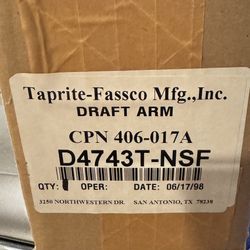 Taprite-Fassco Mfg.,Inc.
DRAFT ARM
CPN 406-017A
D4743T-NSF
QTY: OPER: DATE: 06/17/98
3250 NORTHWESTERN DR. SAN ANTONIO, TX 78238